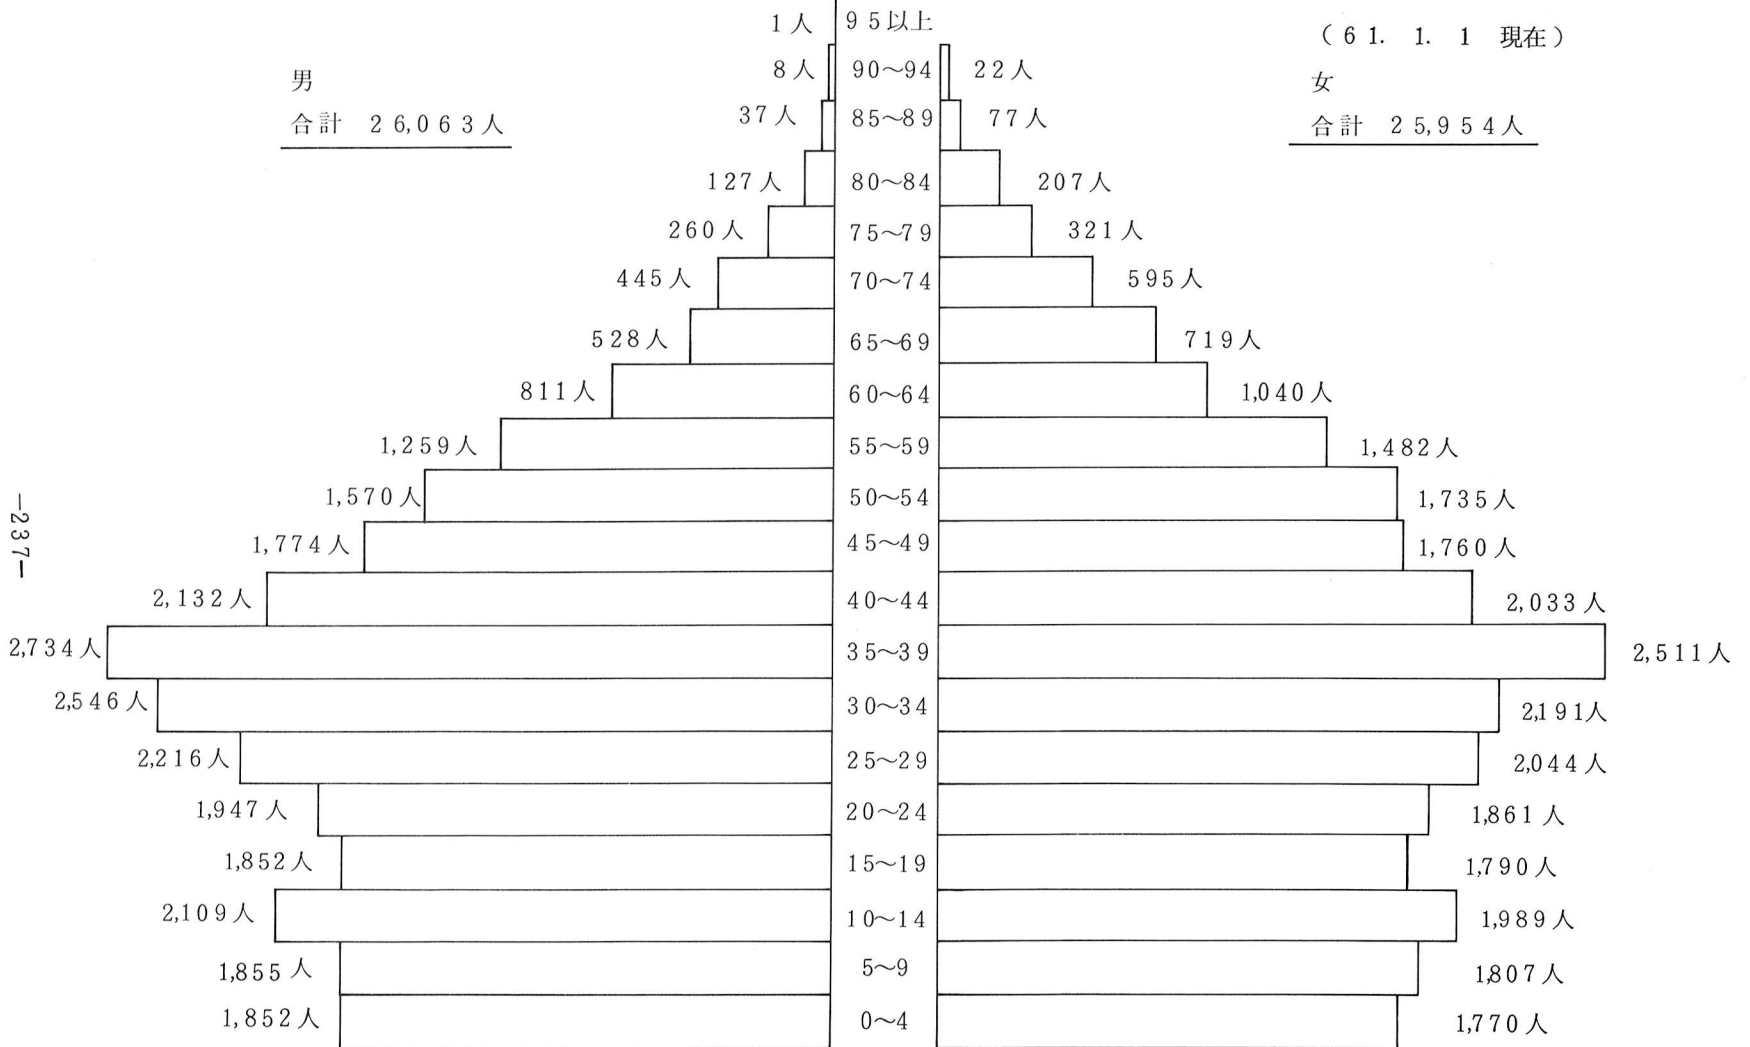 (61. 1. 1 現在)
男
合計 26,063人
女
合計 25,954人
1人 95以上
8人 90〜94 22人
37人 85〜89 77人
127人 80〜84 207人
260人 75〜79 321人
445人 70〜74 595人
528人 65〜69 719人
811人 60〜64 1,040人
1,259人 55〜59 1,482人
1,570人 50〜54 1,735人
1,774人 45〜49 1,760人
2,132人 40〜44 2,033人
2,734人 35〜39 2,511人
2,546人 30〜34 2,191人
2,216人 25〜29 2,044人
1,947人 20〜24 1,861人
1,852人 15〜19 1,790人
2,109人 10〜14 1,989人
1,855人 5〜9 1,807人
1,852人 0〜4 1,770人
—237—